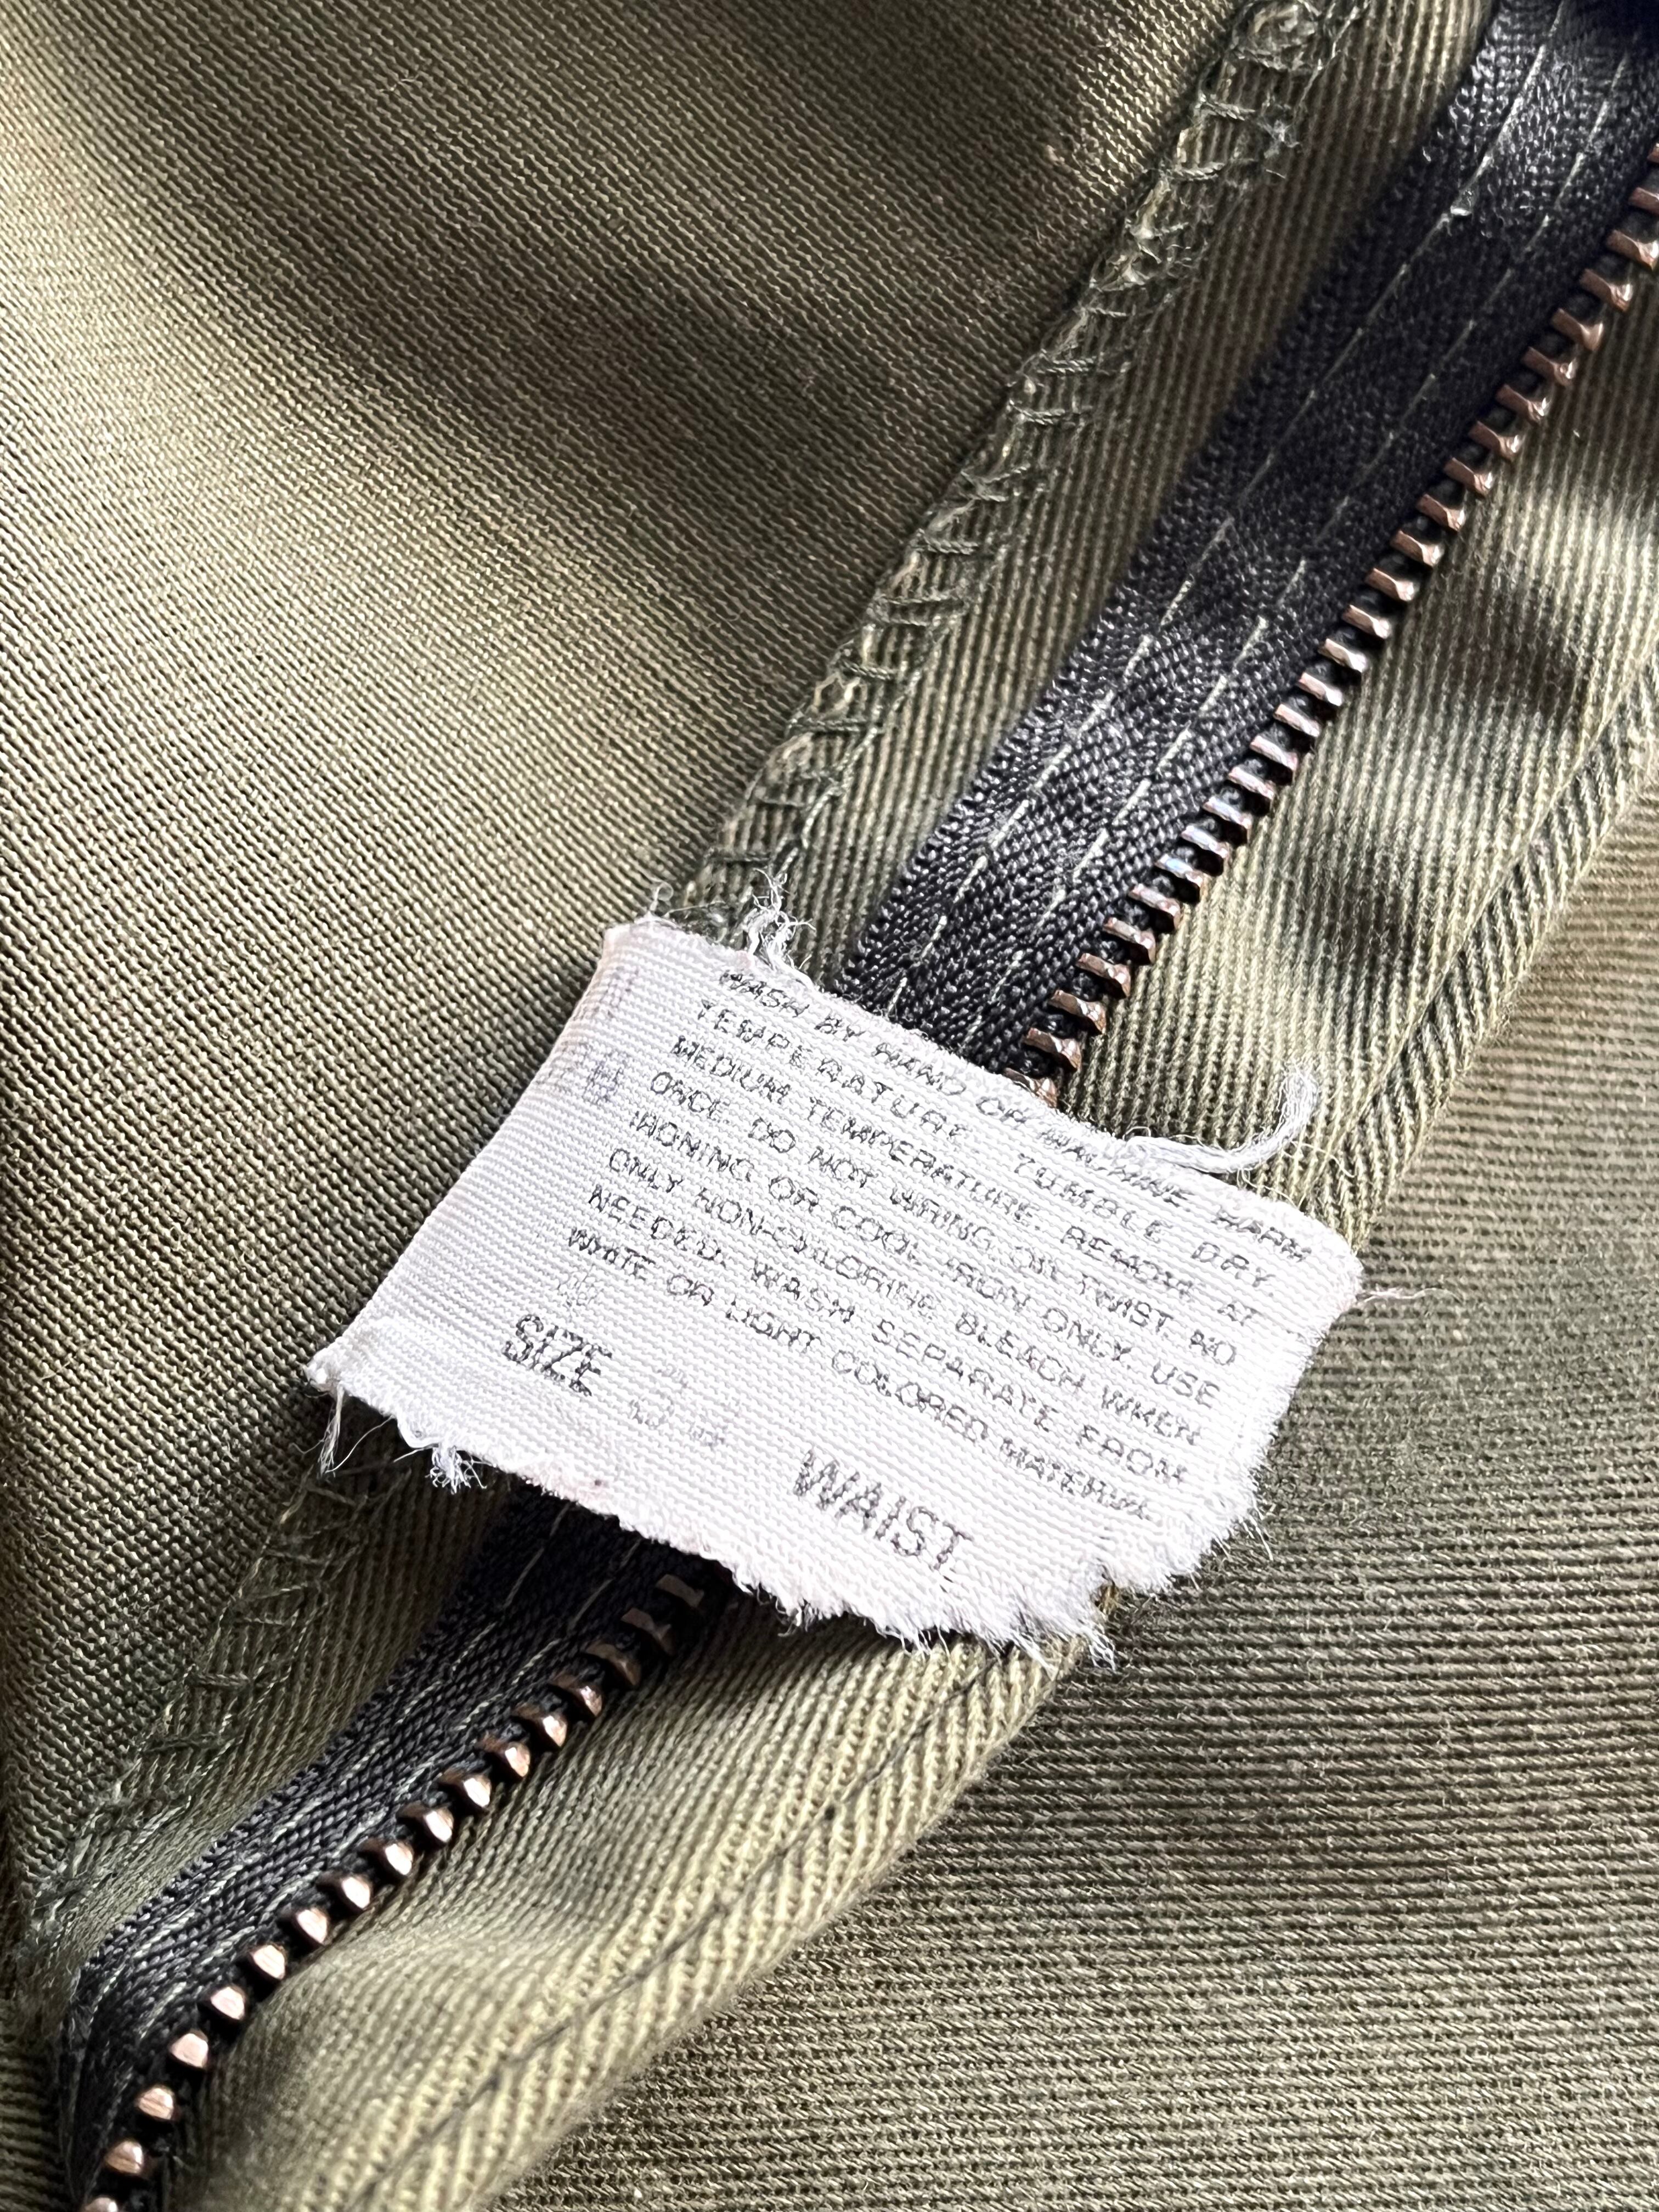 WASH BY HAND OR MACHINE. WARM
TEMPERATURE. TUMBLE DRY.
MEDIUM TEMPERATURE. REMOVE AT
ONCE. DO NOT WRING OR TWIST. NO
IRONING OR COOL IRON ONLY. USE
ONLY NON-CHLORINE BLEACH WHEN
NEEDED. WASH SEPARATE FROM
WHITE OR LIGHT COLORED MATERIAL
SIZE
WAIST